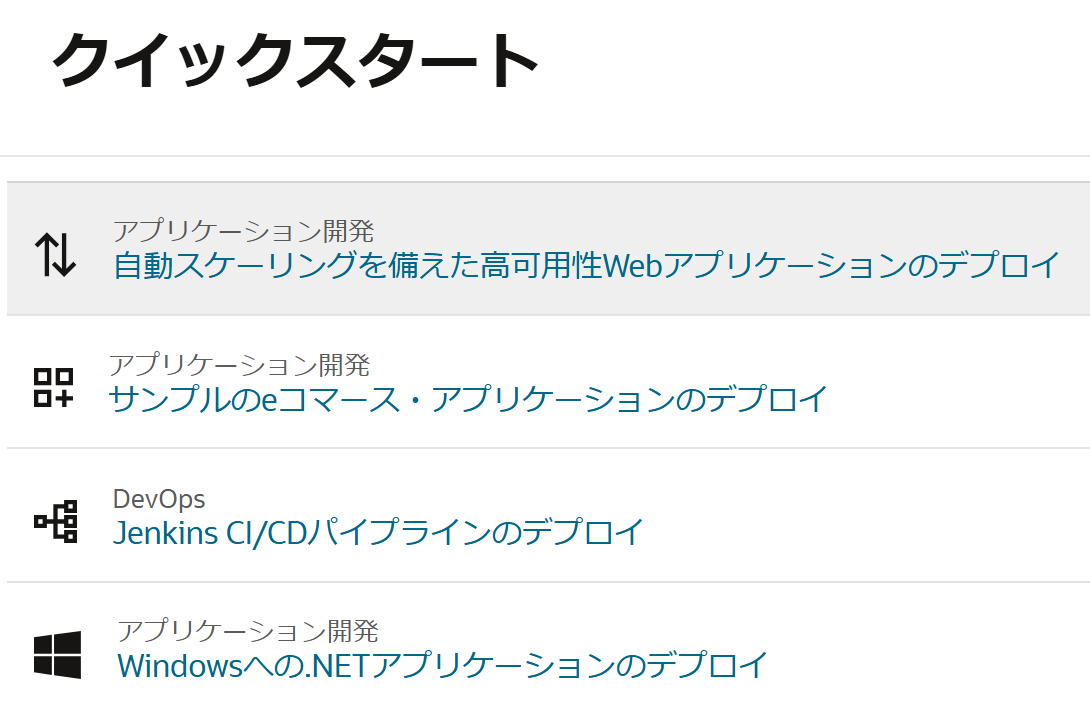 クイックスタート
アプリケーション開発
自動スケーリングを備えた高可用性Webアプリケーションのデプロイ
アプリケーション開発
サンプルのeコマース・アプリケーションのデプロイ
DevOps
Jenkins CI/CDパイプラインのデプロイ
アプリケーション開発
Windowsへの.NETアプリケーションのデプロイ